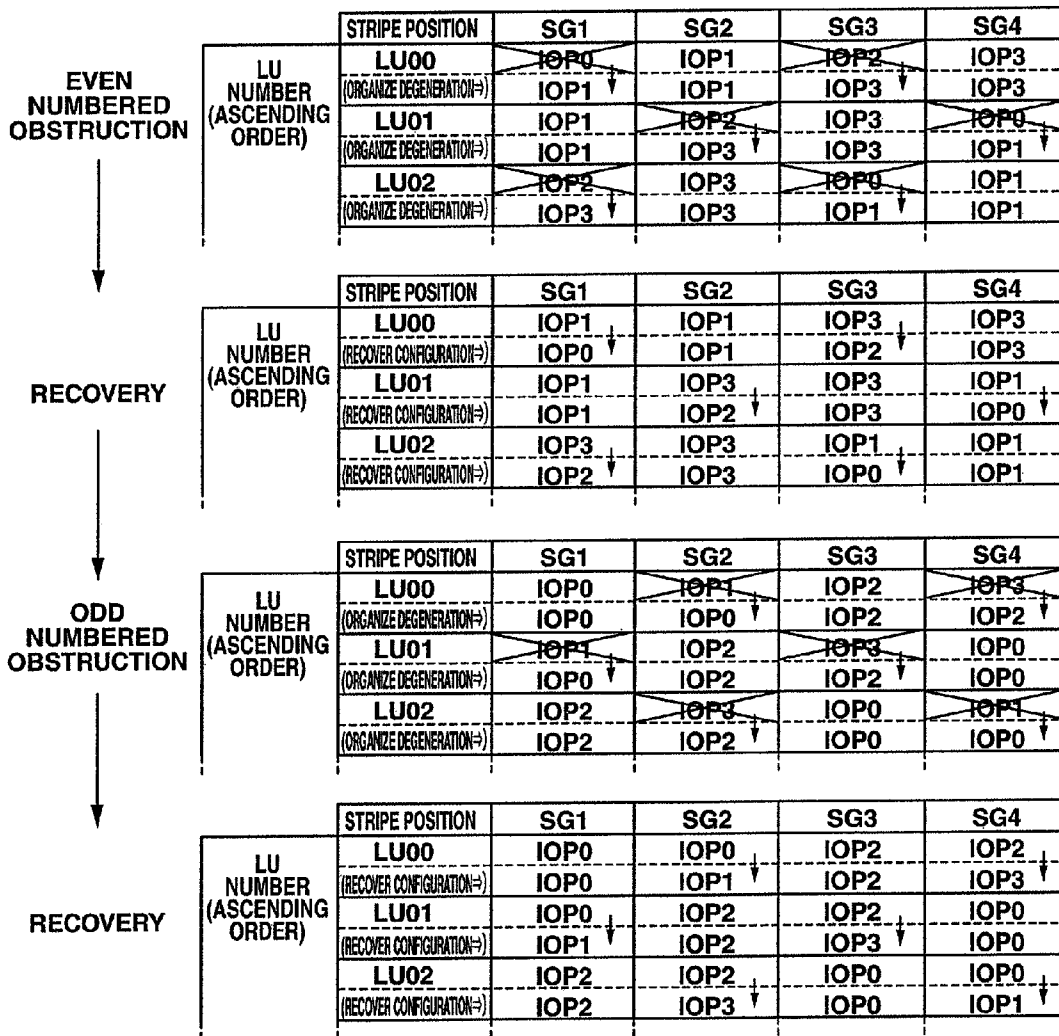 EVEN
NUMBERED
OBSTRUCTION
LU
NUMBER
(ASCENDING
ORDER)
STRIPE POSITION SG1 SG2 SG3 SG4
LU00 IOP0 IOP1 IOP2 IOP3
(ORGANIZE DEGENERATION⇒) IOP1 IOP1 IOP3 IOP3
LU01 IOP1 IOP2 IOP3 IOP0
(ORGANIZE DEGENERATION⇒) IOP1 IOP3 IOP3 IOP1
LU02 IOP2 IOP3 IOP0 IOP1
(ORGANIZE DEGENERATION⇒) IOP3 IOP3 IOP1 IOP1
RECOVERY
LU
NUMBER
(ASCENDING
ORDER)
STRIPE POSITION SG1 SG2 SG3 SG4
LU00 IOP1 IOP1 IOP3 IOP3
(RECOVER CONFIGURATION⇒) IOP0 IOP1 IOP2 IOP3
LU01 IOP1 IOP3 IOP3 IOP1
(RECOVER CONFIGURATION⇒) IOP1 IOP2 IOP3 IOP0
LU02 IOP3 IOP3 IOP1 IOP1
(RECOVER CONFIGURATION⇒) IOP2 IOP3 IOP0 IOP1
ODD
NUMBERED
OBSTRUCTION
LU
NUMBER
(ASCENDING
ORDER)
STRIPE POSITION SG1 SG2 SG3 SG4
LU00 IOP0 IOP1 IOP2 IOP3
(ORGANIZE DEGENERATION⇒) IOP0 IOP0 IOP2 IOP2
LU01 IOP1 IOP2 IOP3 IOP0
(ORGANIZE DEGENERATION⇒) IOP0 IOP2 IOP2 IOP0
LU02 IOP2 IOP3 IOP0 IOP1
(ORGANIZE DEGENERATION⇒) IOP2 IOP2 IOP0 IOP0
RECOVERY
LU
NUMBER
(ASCENDING
ORDER)
STRIPE POSITION SG1 SG2 SG3 SG4
LU00 IOP0 IOP0 IOP2 IOP2
(RECOVER CONFIGURATION⇒) IOP0 IOP1 IOP2 IOP3
LU01 IOP0 IOP2 IOP2 IOP0
(RECOVER CONFIGURATION⇒) IOP1 IOP2 IOP3 IOP0
LU02 IOP2 IOP2 IOP0 IOP0
(RECOVER CONFIGURATION⇒) IOP2 IOP3 IOP0 IOP1